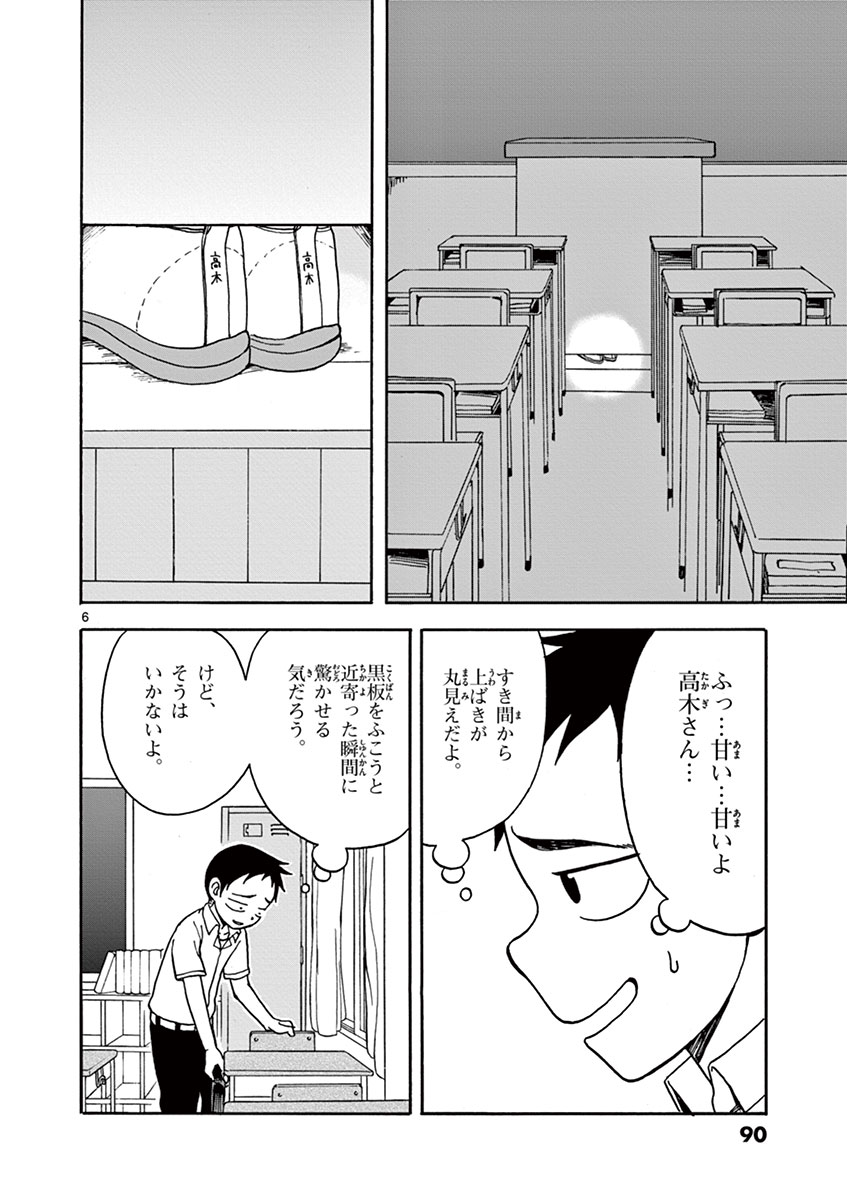 高木
高木
6
ふっ…甘い…甘いよ
高木さん…
すき間から
上ばきが
丸見えだよ。
黒板をふこうと
近寄った瞬間に
驚かせる
気だろう。
けど、
そうは
いかないよ。
90